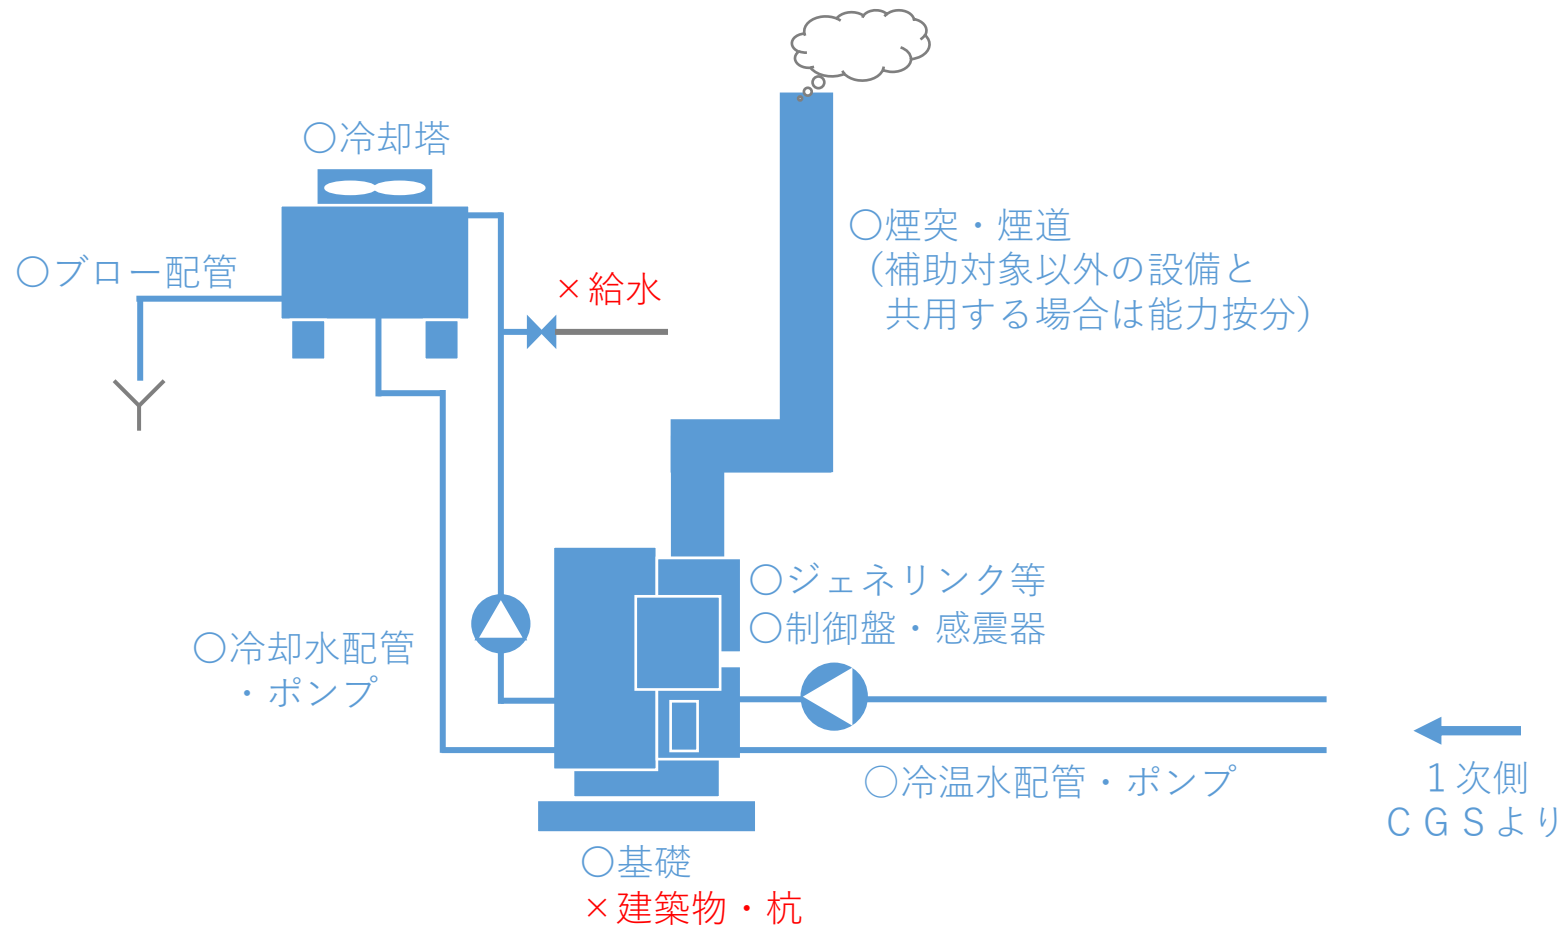 ○冷却塔
○煙突・煙道
（補助対象以外の設備と
共用する場合は能力按分）
○ブロー配管
×給水
○ジェネリンク等
○制御盤・感震器
○冷却水配管
・ポンプ
○冷温水配管・ポンプ
１次側
ＣＧＳより
○基礎
×建築物・杭